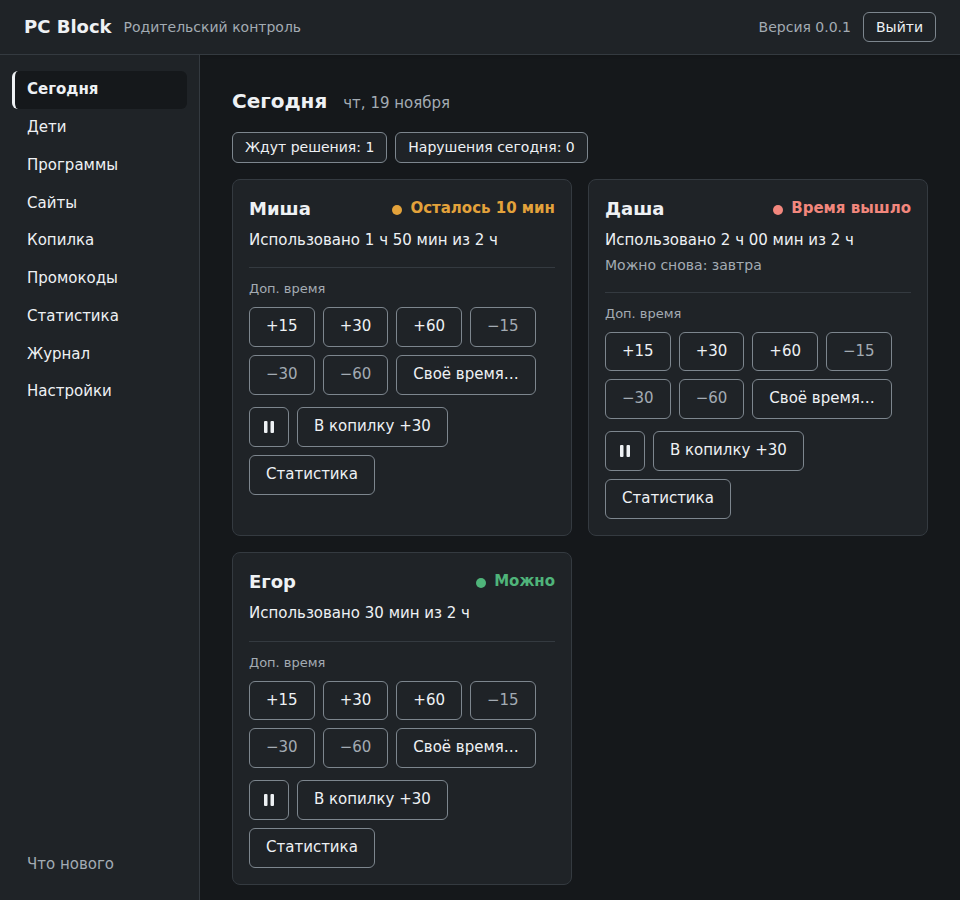 PC Block Родительский контроль Версия 0.0.1 Выйти
Сегодня
Дети
Программы
Сайты
Копилка
Промокоды
Статистика
Журнал
Настройки
Что нового
Сегодня чт, 19 ноября
Ждут решения: 1 Нарушения сегодня: 0
Миша Осталось 10 мин
Использовано 1 ч 50 мин из 2 ч
Доп. время
+15 +30 +60 −15
−30 −60 Своё время…
В копилку +30
Статистика
Даша Время вышло
Использовано 2 ч 00 мин из 2 ч
Можно снова: завтра
Доп. время
+15 +30 +60 −15
−30 −60 Своё время…
В копилку +30
Статистика
Егор Можно
Использовано 30 мин из 2 ч
Доп. время
+15 +30 +60 −15
−30 −60 Своё время…
В копилку +30
Статистика